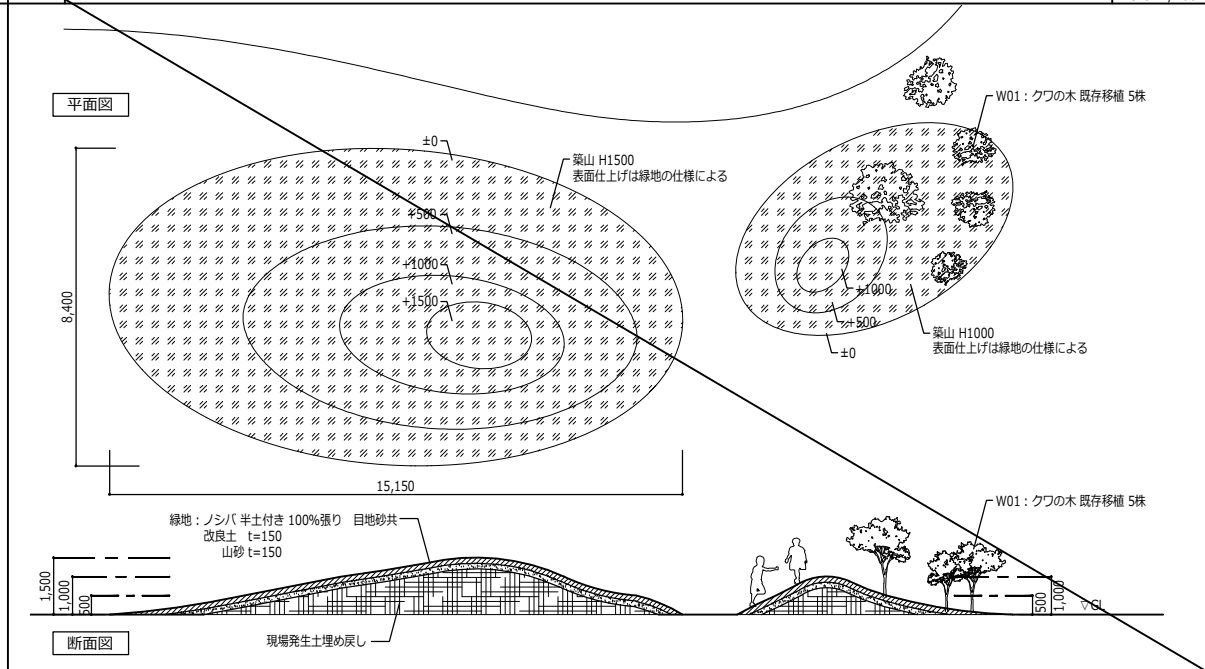 平面図
W01：クワの木 既存移植 5株
±0
築山 H1500
表面仕上げは緑地の仕様による
+500
+1000
+1500
8,400
+1000
+500
±0
築山 H1000
表面仕上げは緑地の仕様による
15,150
緑地：ノシバ 半土付き 100%張り　目地砂共
改良土　t=150
山砂 t=150
W01：クワの木 既存移植 5株
1,500
1,000
500
500
1,000
▽GL
現場発生土埋め戻し
断面図